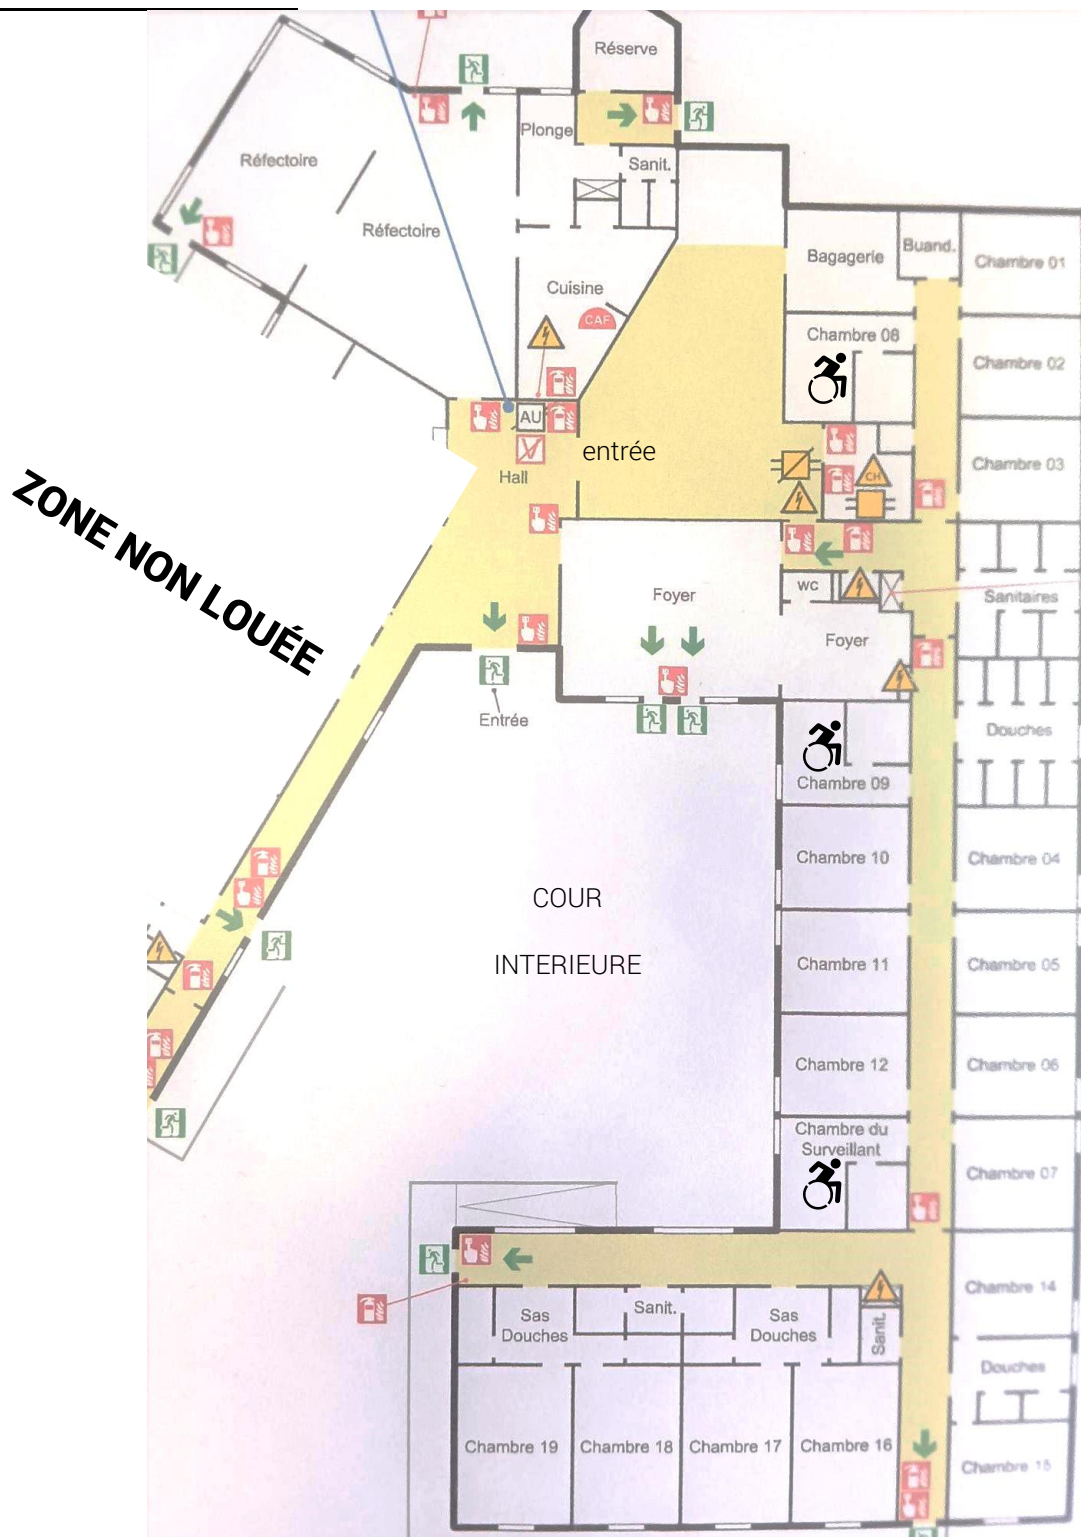 Réserve
Plonge
Sanit.
Réfectoire
Réfectoire
Bagagerie
Buand.
Chambre 01
Cuisine
CAF
Chambre 08
Chambre 02
AU
entrée
Hall
Chambre 03
CH
ZONE NON LOUÉE
Foyer
wc
Sanitaires
Foyer
Entrée
Douches
Chambre 09
Chambre 10
Chambre 04
COUR
INTERIEURE
Chambre 11
Chambre 05
Chambre 12
Chambre 06
Chambre du
Surveillant
Chambre 07
Chambre 14
Sas
Douches
Sanit.
Sas
Douches
Sanit.
Douches
Chambre 19
Chambre 18
Chambre 17
Chambre 16
Chambre 15